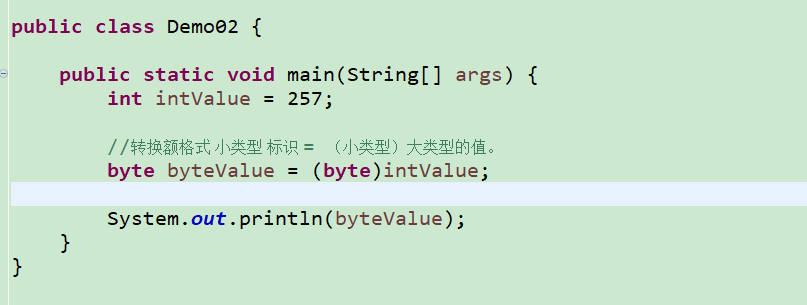 public class Demo02 {
public static void main(String[] args) {
int intValue = 257;
//转换额格式 小类型 标识 = （小类型）大类型的值。
byte byteValue = (byte)intValue;
System.out.println(byteValue);
}
}